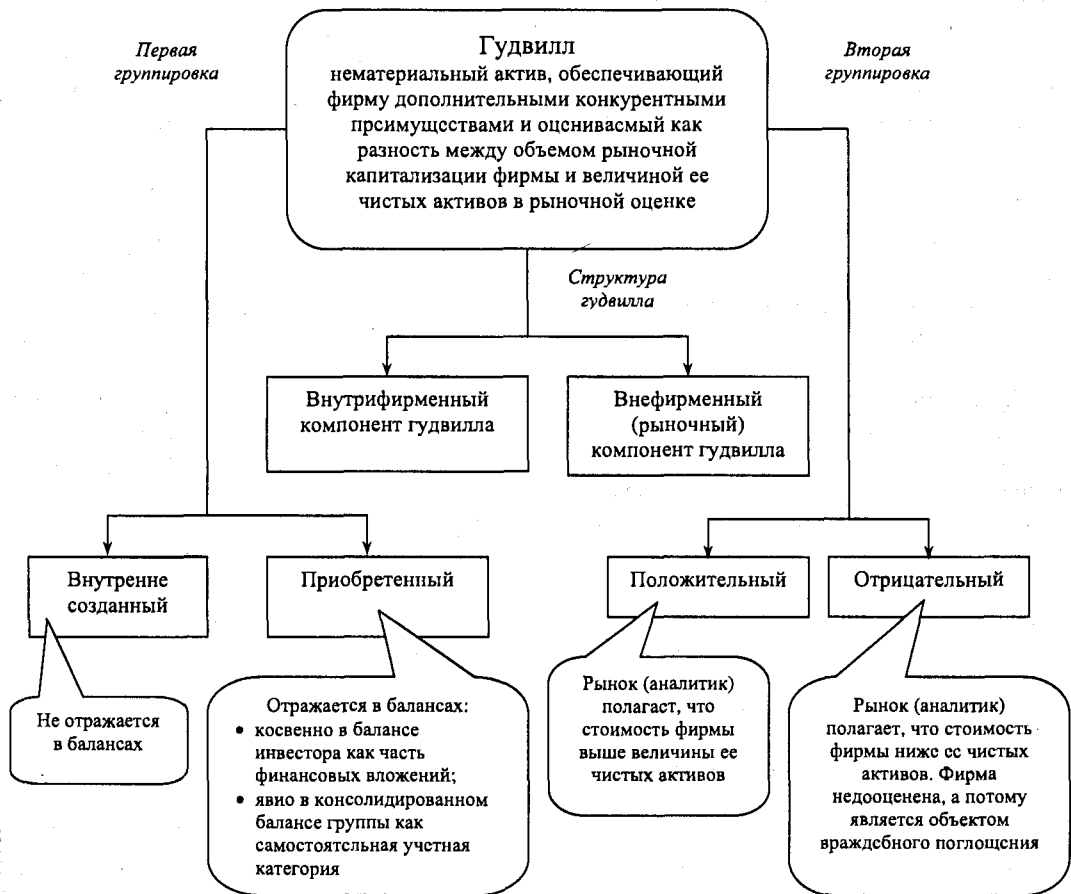 Первая
группировка
Гудвилл
нематериальный актив, обеспечивающий
фирму дополнительными конкурентными
преимуществами и оцениваемый как
разность между объемом рыночной
капитализации фирмы и величиной ее
чистых активов в рыночной оценке
Вторая
группировка
Структура
гудвилла
Внутрифирменный
компонент гудвилла
Внефирменный
(рыночный)
компонент гудвилла
Внутренне
созданный
Приобретенный
Положительный
Отрицательный
Не отражается
в балансах
Отражается в балансах:
• косвенно в балансе
инвестора как часть
финансовых вложений;
• явно в консолидированном
балансе группы как
самостоятельная учетная
категория
Рынок (аналитик)
полагает, что
стоимость фирмы
выше величины ее
чистых активов
Рынок (аналитик)
полагает, что стоимость
фирмы ниже ее чистых
активов. Фирма
недооценена, а потому
является объектом
враждебного поглощения